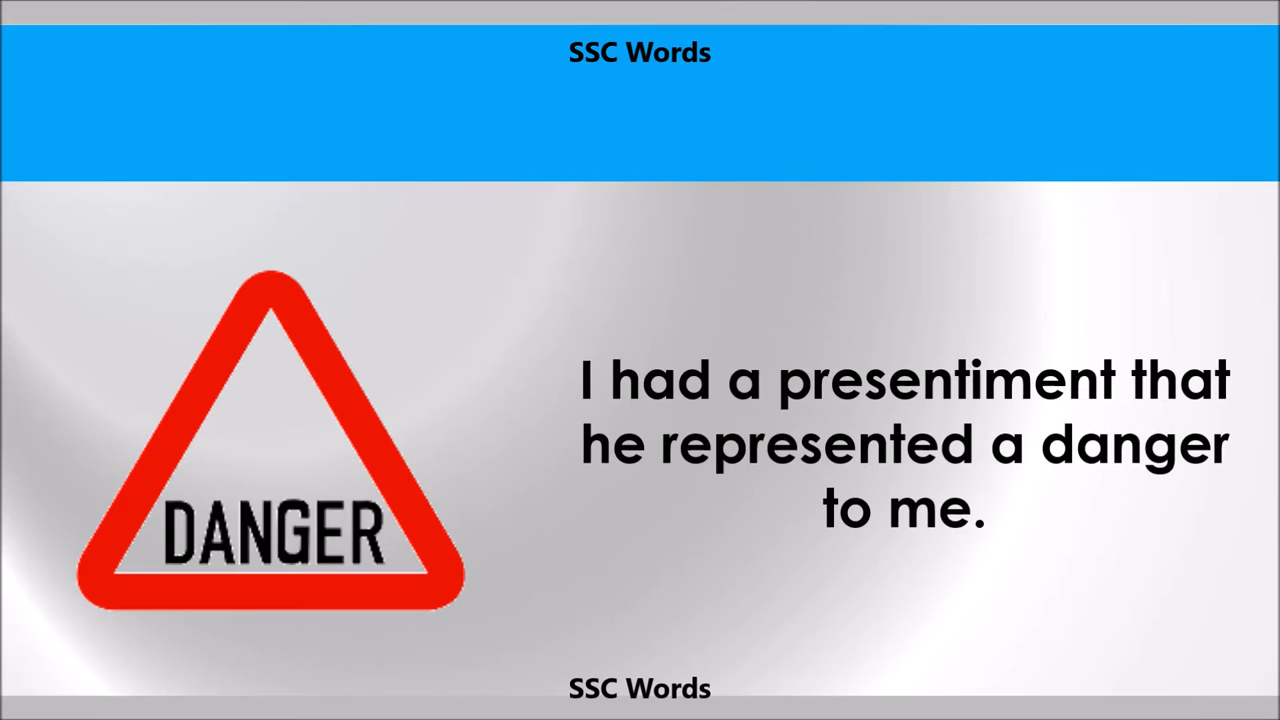 SSC Words
DANGER
I had a presentiment that
he represented a danger
to me.
SSC Words